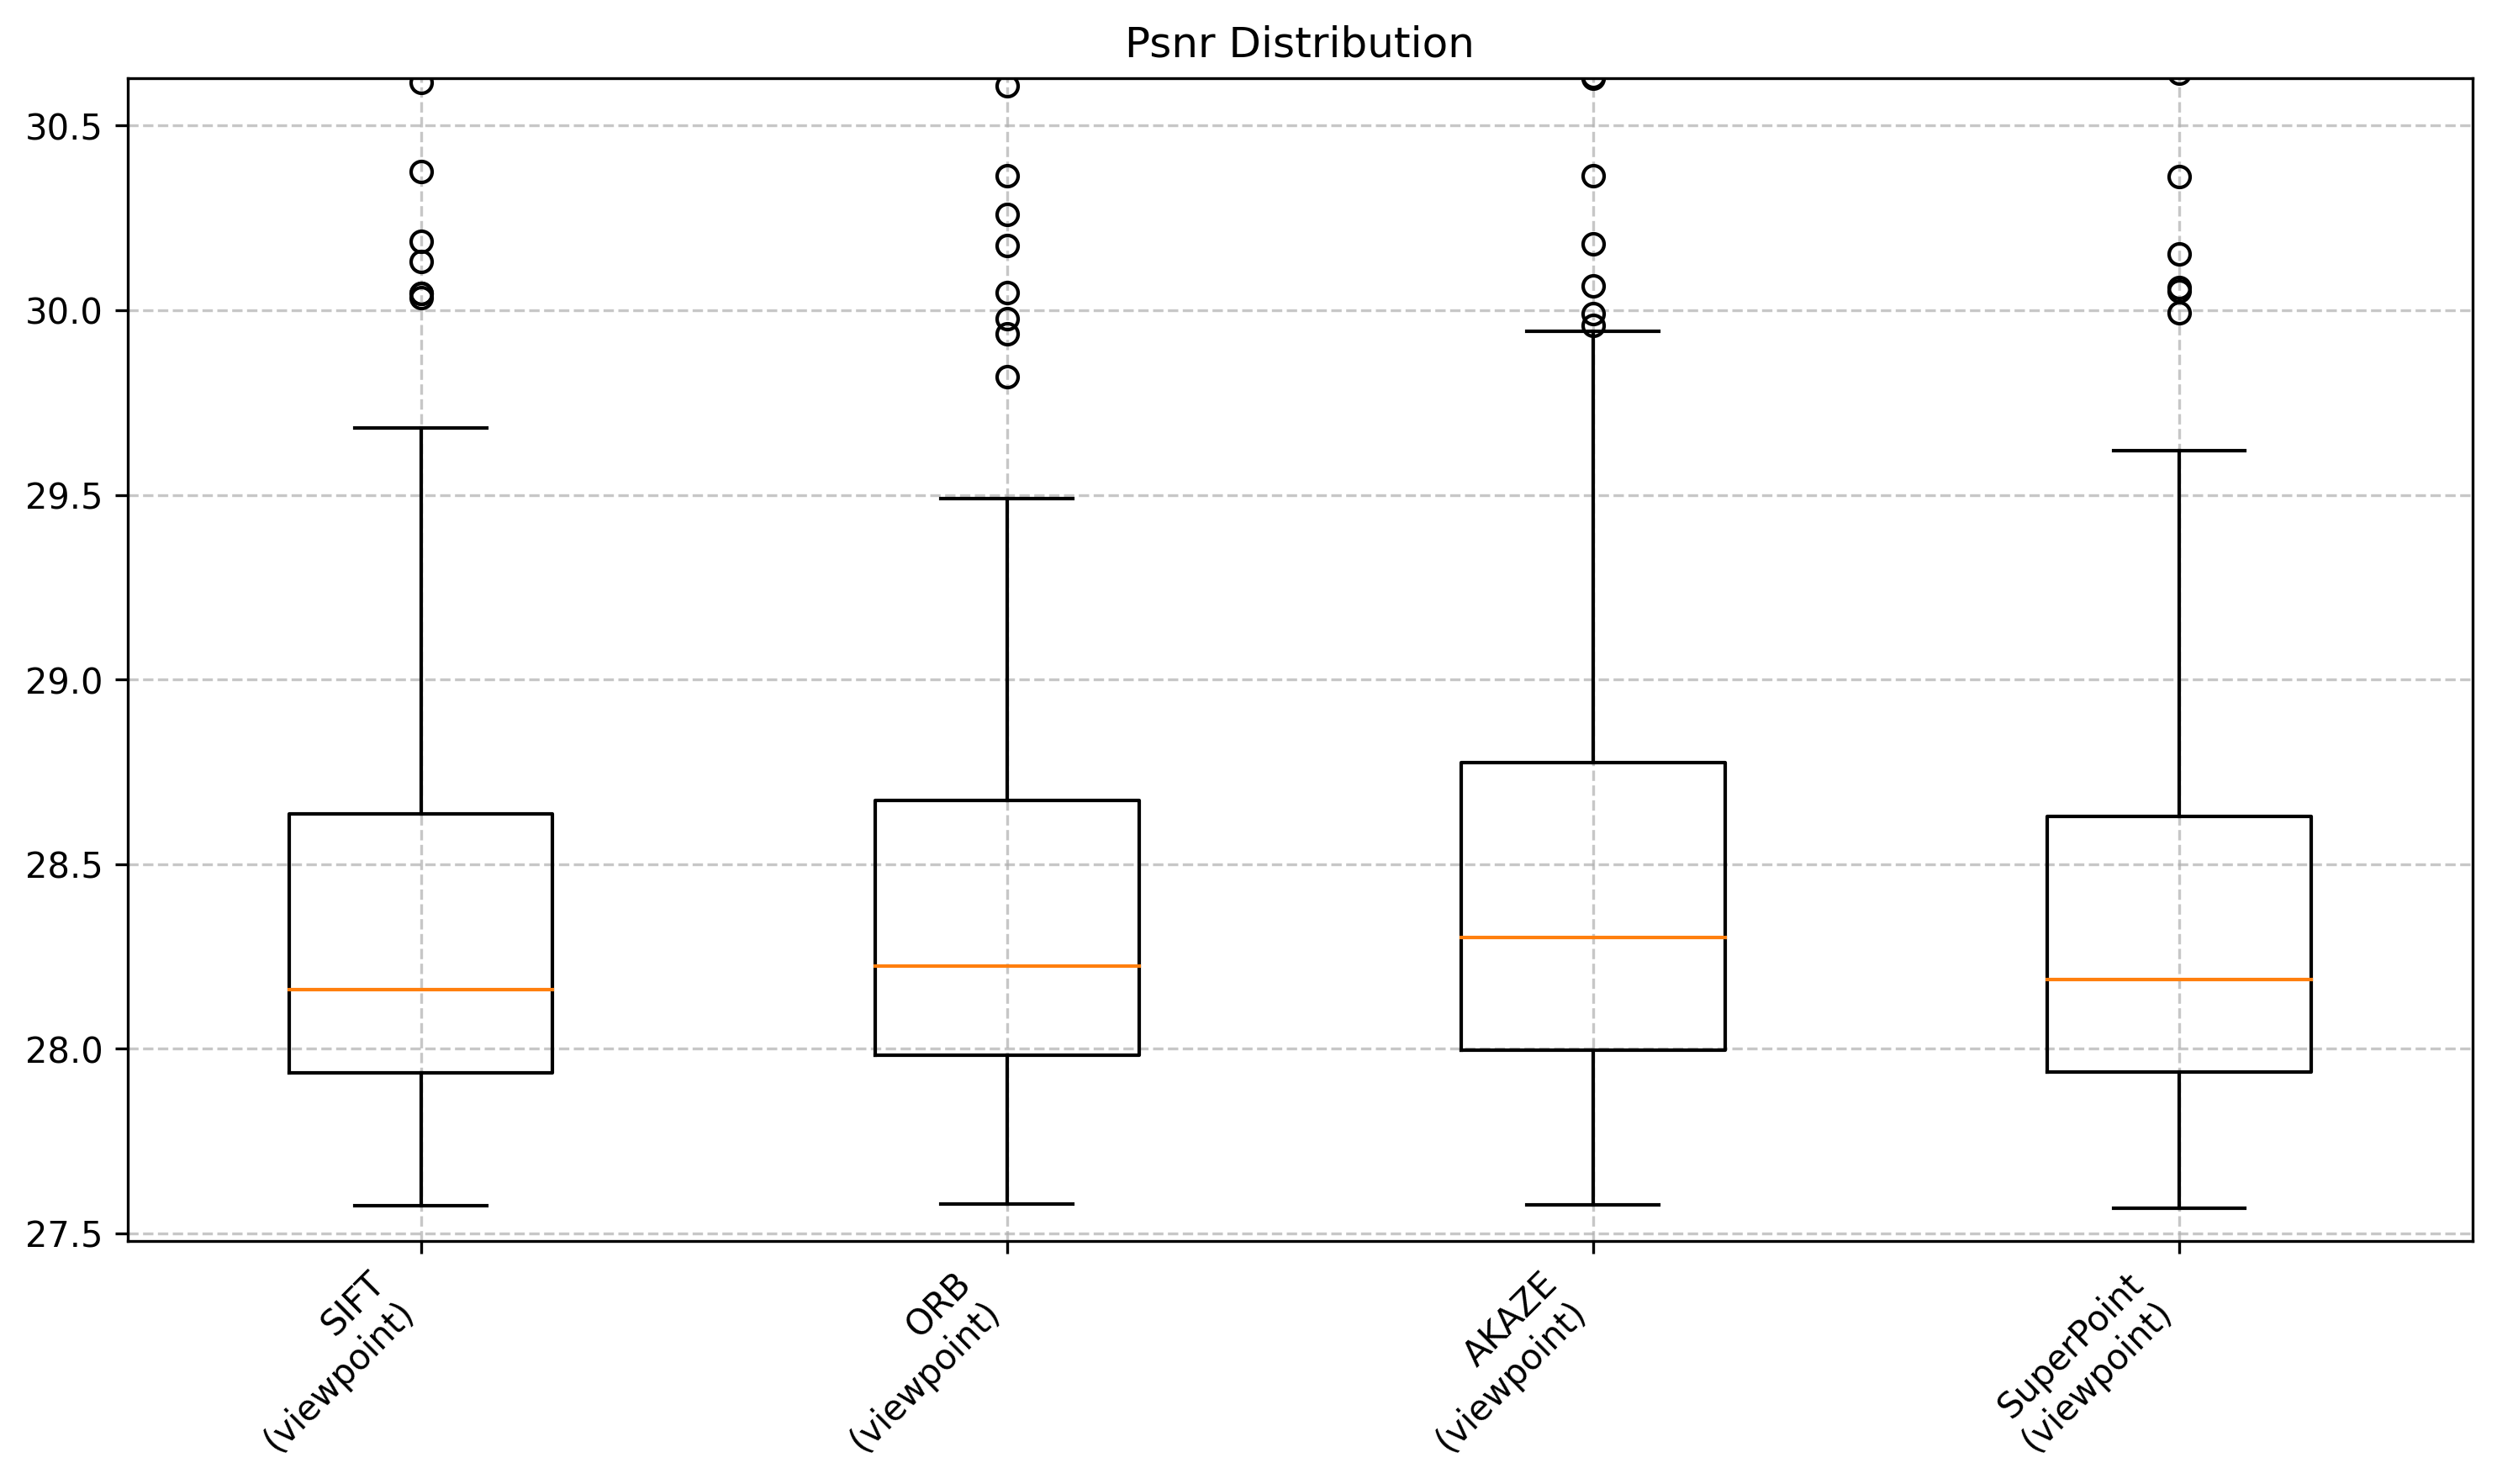 Psnr Distribution
30.5
30.0
29.5
29.0
28.5
28.0
27.5
SIFT
(viewpoint)
ORB
(viewpoint)
AKAZE
(viewpoint)
SuperPoint
(viewpoint)